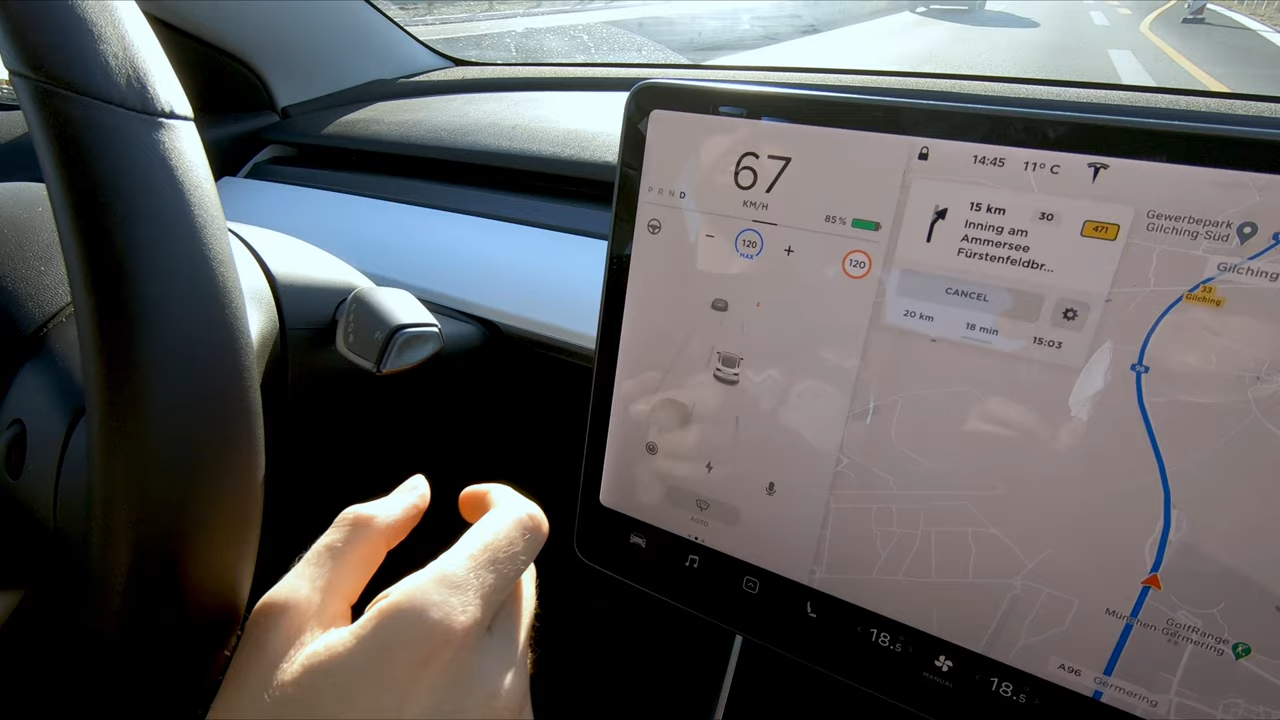 67
KM/H
P R N D
85%
120
MAX
120
14:45 11° C
15 km 30
Inning am
Ammersee
Fürstenfeldbr...
471
CANCEL
20 km 18 min 15:03
Gewerbepark
Gilching-Süd
Gilching
33
Gilching
96
AUTO
München-Germering
GolfRange
A96 Germering
18.5
MANUAL
18.5